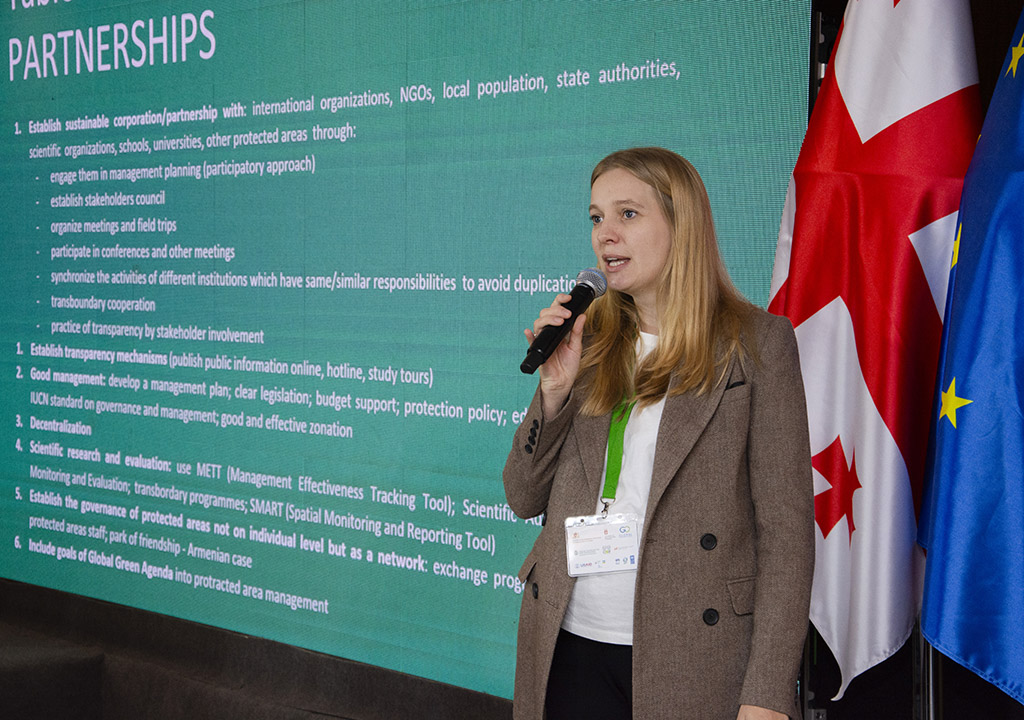 PARTNERSHIPS
1. Establish sustainable corporation/partnership with: international organizations, NGOs, local population, state authorities,
scientific organizations, schools, universities, other protected areas through:
- engage them in management planning (participatory approach)
- establish stakeholders council
- organize meetings and field trips
- participate in conferences and other meetings
- synchronize the activities of different institutions which have same/similar responsibilities to avoid duplicatio
- transboundary cooperation
- practice of transparency by stakeholder involvement
1. Establish transparency mechanisms (publish public information online, hotline, study tours)
2. Good management: develop a management plan; clear legislation; budget support; protection policy; ed
IUCN standard on governance and management; good and effective zonation
3. Decentralization
4. Scientific research and evaluation: use METT (Management Effectiveness Tracking Tool); Scientific
Monitoring and Evaluation; transbordary programmes; SMART (Spatial Monitoring and Reporting Tool)
5. Establish the governance of protected areas not on individual level but as a network: exchange prog
protected areas staff; park of friendship - Armenian case
6. Include goals of Global Green Agenda into protracted area management